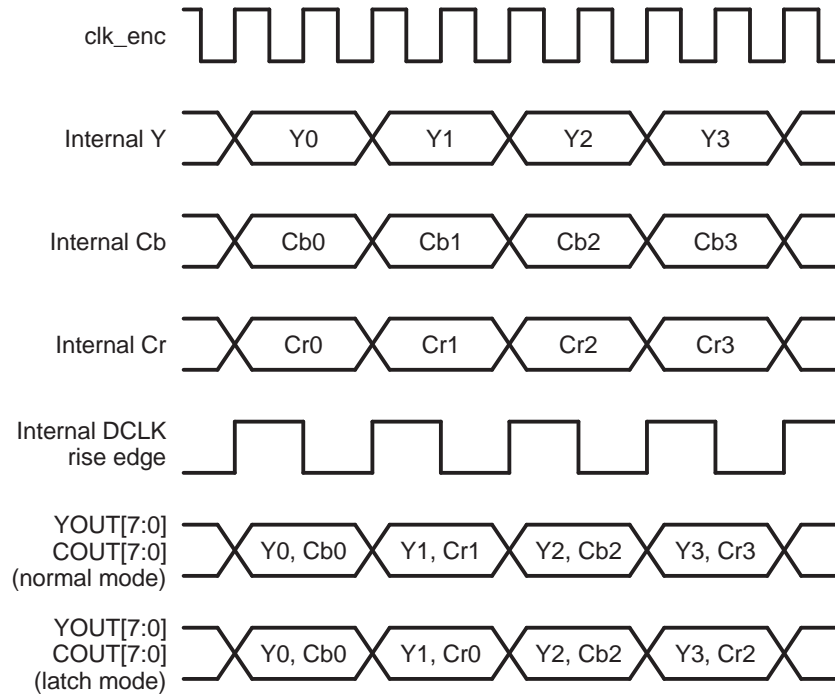 clk_enc
Internal Y
Y0
Y1
Y2
Y3
Internal Cb
Cb0
Cb1
Cb2
Cb3
Internal Cr
Cr0
Cr1
Cr2
Cr3
Internal DCLK
rise edge
YOUT[7:0]
COUT[7:0]
(normal mode)
Y0, Cb0
Y1, Cr1
Y2, Cb2
Y3, Cr3
YOUT[7:0]
COUT[7:0]
(latch mode)
Y0, Cb0
Y1, Cr0
Y2, Cb2
Y3, Cr2